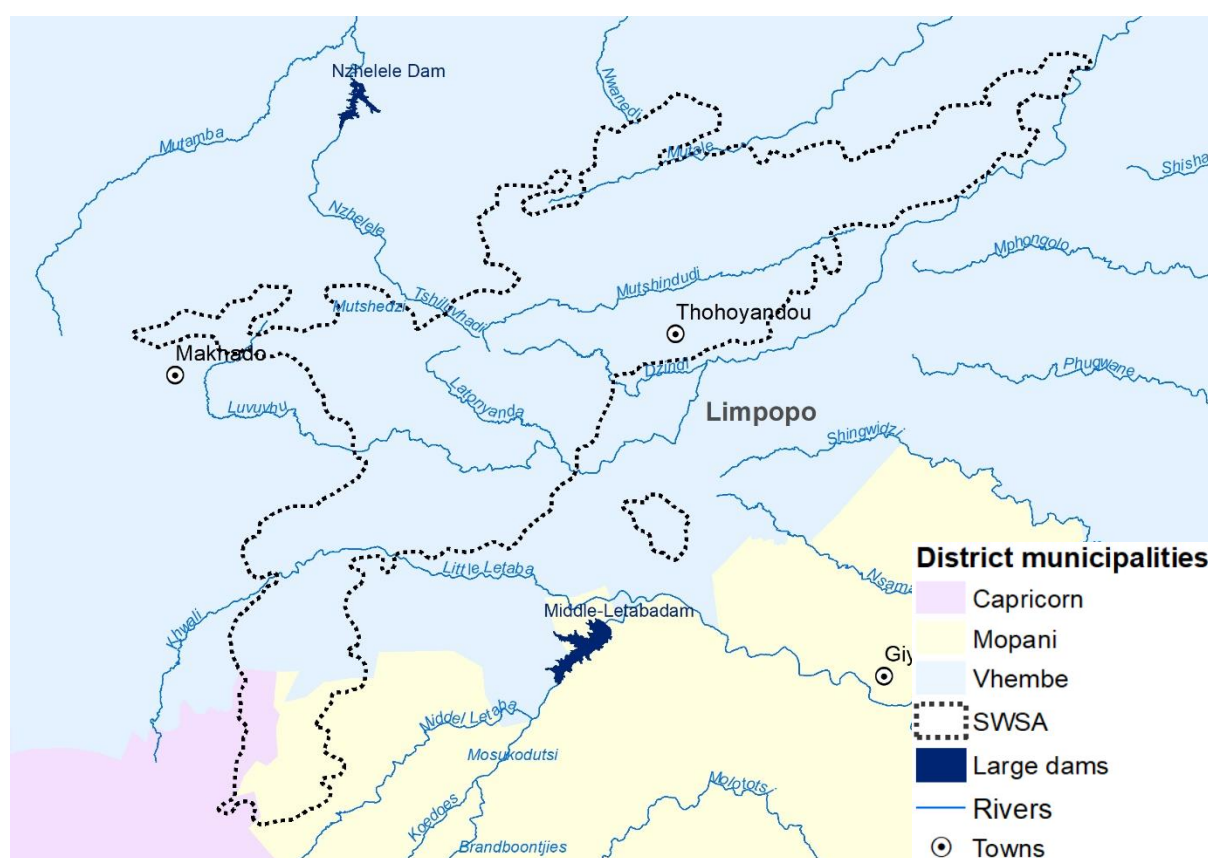 Nzhelele Dam
Nwanedi
Mutamba
Mutale
Shisha
Nzhelele
Mphongolo
Mutshindudi
Tshiluvhadi
Mutshedzi
Thohoyandou
Makhado
Dzindi
Phugwane
Latonyanda
Luvuvhu
Limpopo
Shingwidzi
District municipalities
Little Letaba
Nsama
Capricorn
Middle-Letabadam
Khwali
Mopani
Giy
Vhembe
Middel Letaba
SWSA
Mosukodutsi
Large dams
Molototsi
Koedoes
Rivers
Brandboontjies
Towns